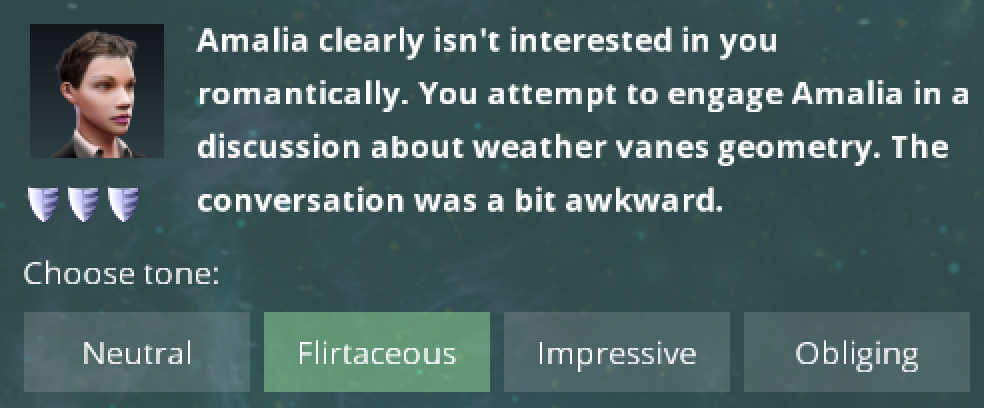 Amalia clearly isn't interested in you
romantically. You attempt to engage Amalia in a
discussion about weather vanes geometry. The
conversation was a bit awkward.
Choose tone:
Neutral
Flirtaceous
Impressive
Obliging